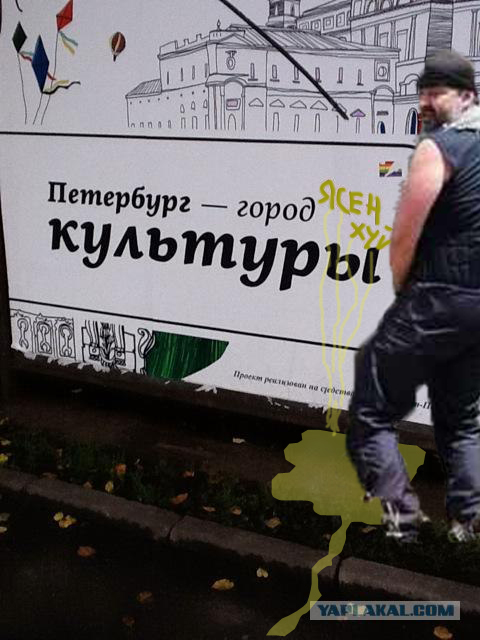 Петербург — город
культуры
ЯСЕН
ХУЙ
Проект реализован на средства
YAPLAKAL.COM